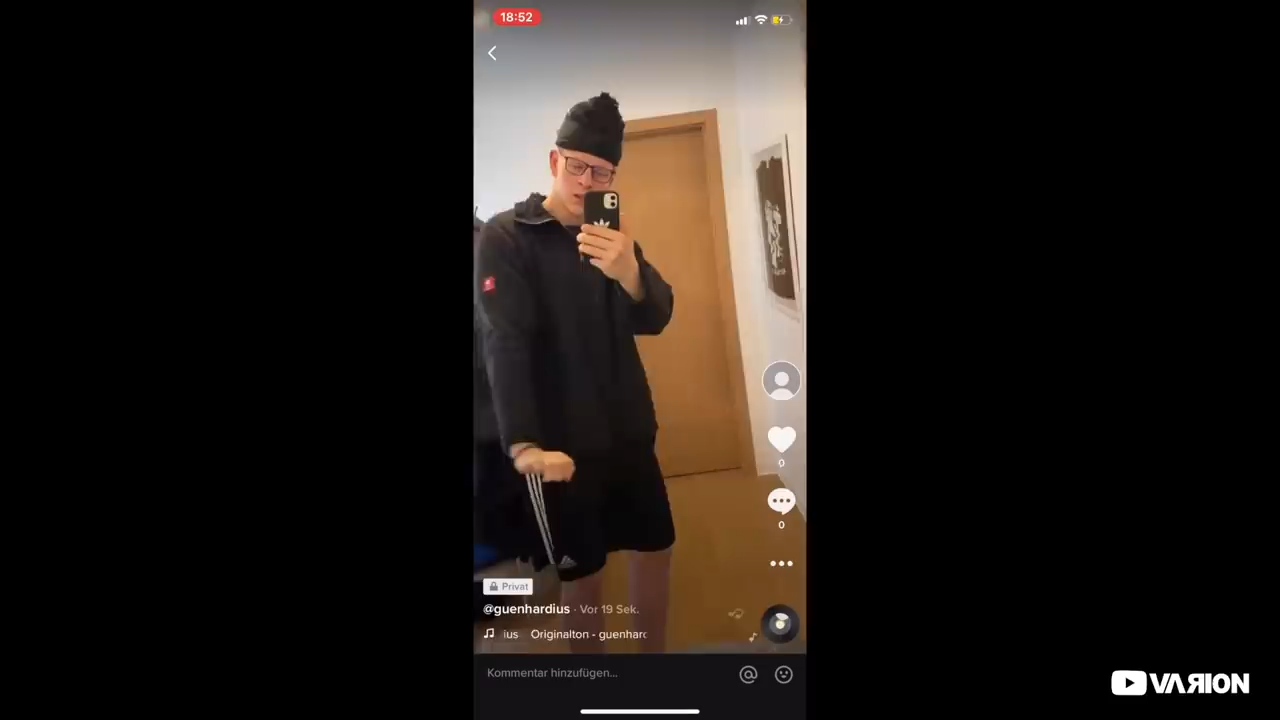 18:52
0
0
Privat
@guenhardius · Vor 19 Sek.
ius Originalton - guenharc
Kommentar hinzufügen...
VARION